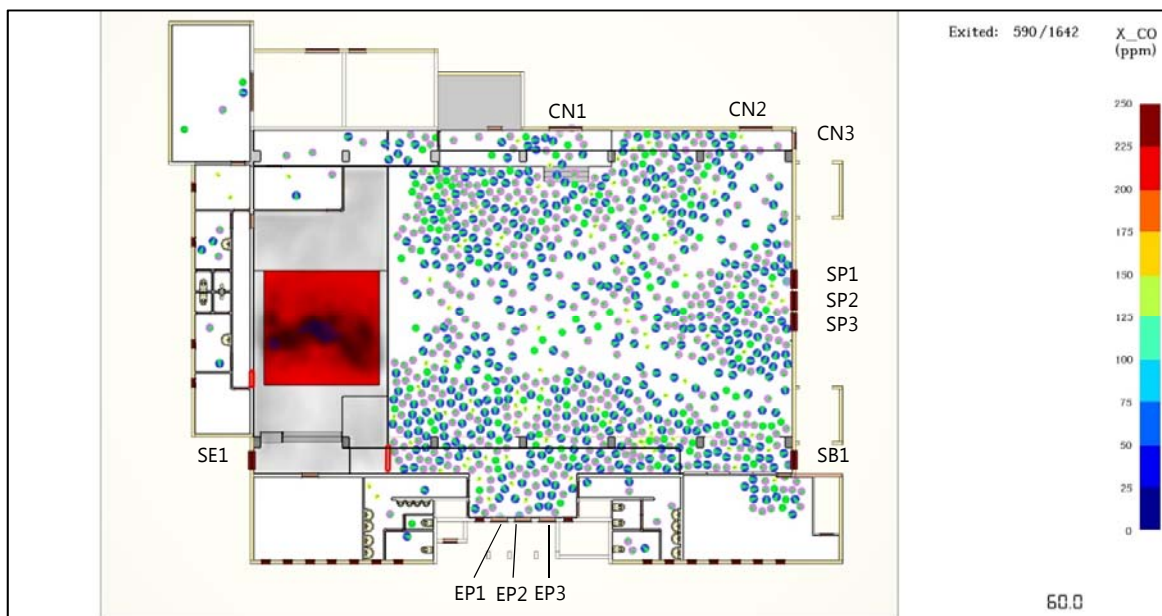 Exited: 590/1642
X_CO
(ppm)
250
225
200
175
150
125
100
75
50
25
0
CN1
CN2
CN3
SP1
SP2
SP3
SE1
SB1
EP1 EP2 EP3
60.0